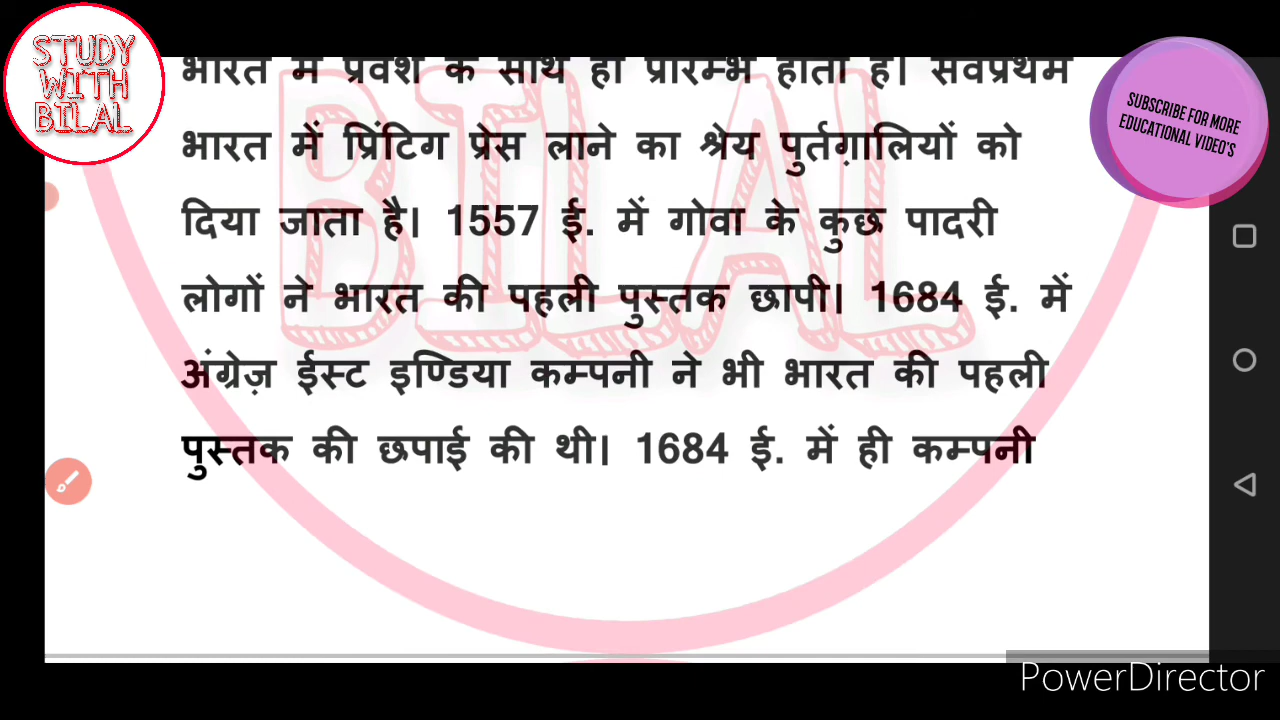 STUDY
WITH
BILAL
SUBSCRIBE FOR MORE
EDUCATIONAL VIDEO'S
BILAL
भारत में प्रवेश के साथ ही प्रारम्भ होता है। सर्वप्रथम
भारत में प्रिंटिग प्रेस लाने का श्रेय पुर्तग़ालियों को
दिया जाता है। 1557 ई. में गोवा के कुछ पादरी
लोगों ने भारत की पहली पुस्तक छापी। 1684 ई. में
अंग्रेज़ ईस्ट इण्डिया कम्पनी ने भी भारत की पहली
पुस्तक की छपाई की थी। 1684 ई. में ही कम्पनी
PowerDirector